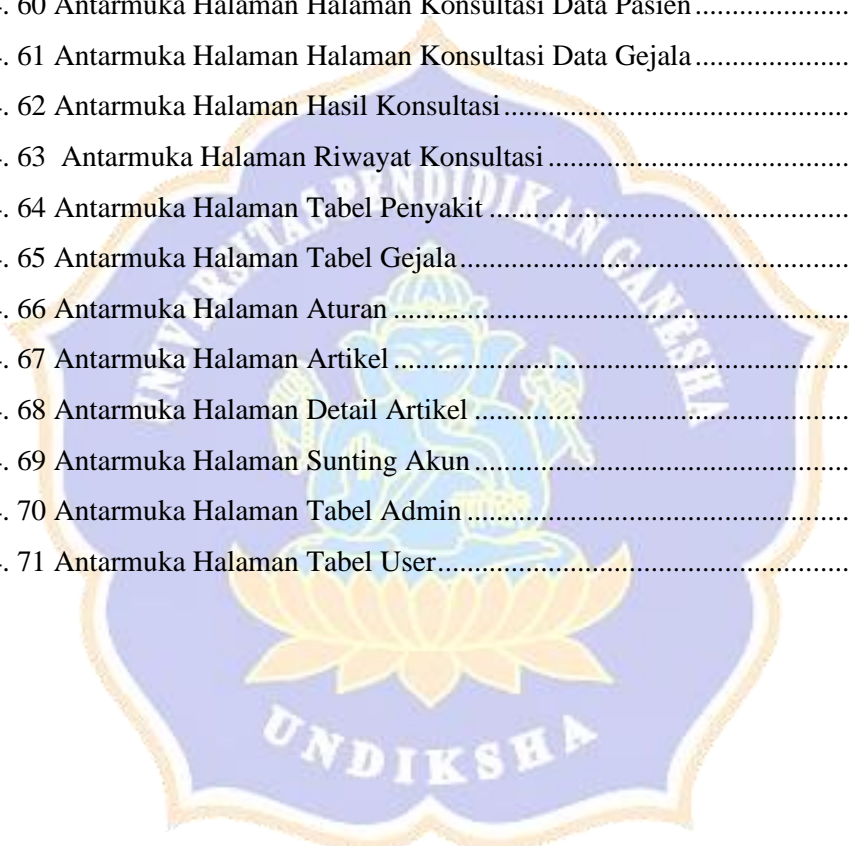 . 60 Antarmuka Halaman Halaman Konsultasi Data Pasien........................
. 61 Antarmuka Halaman Halaman Konsultasi Data Gejala........................
. 62 Antarmuka Halaman Hasil Konsultasi.....................................................
. 63  Antarmuka Halaman Riwayat Konsultasi..............................................
. 64 Antarmuka Halaman Tabel Penyakit.......................................................
. 65 Antarmuka Halaman Tabel Gejala...........................................................
. 66 Antarmuka Halaman Aturan .....................................................................
. 67 Antarmuka Halaman Artikel.....................................................................
. 68 Antarmuka Halaman Detail Artikel .........................................................
. 69 Antarmuka Halaman Sunting Akun.........................................................
. 70 Antarmuka Halaman Tabel Admin..........................................................
. 71 Antarmuka Halaman Tabel User...............................................................
UNIVERSITAS PENDIDIKAN GANESHA
UNDIKSHA